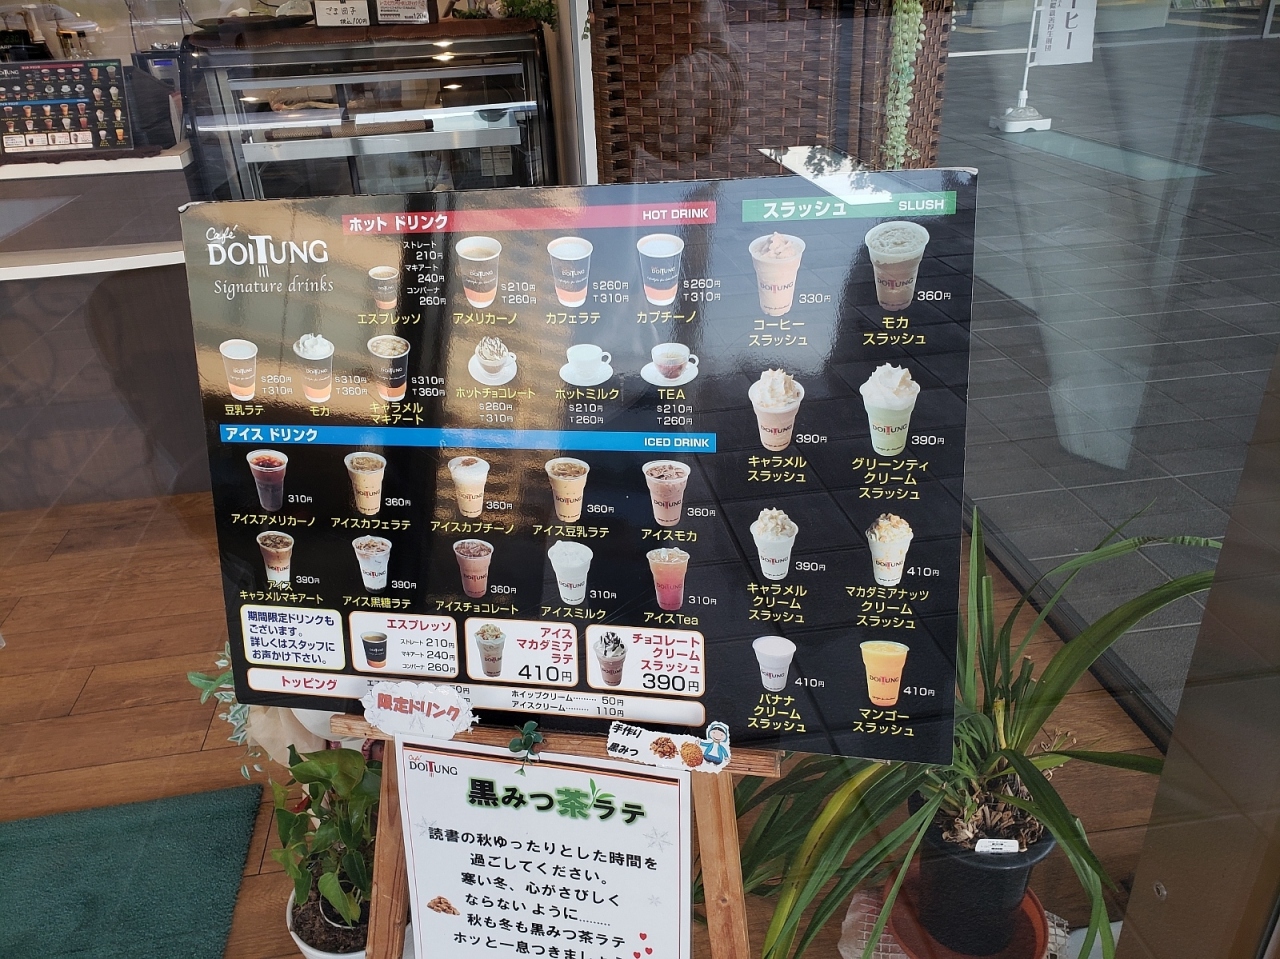 ごま団子
Café
DOITUNG
Signature drinks
ホット ドリンク
HOT DRINK
ストレート
210円
マキアート
240円
コンバーナ
260円
エスプレッソ
S210円
T260円
アメリカーノ
S260円
T310円
カフェラテ
S260円
T310円
カプチーノ
S260円
T310円
豆乳ラテ
S310円
T360円
モカ
S310円
T360円
キャラメル
マキアート
ホットチョコレート
S260円
T310円
ホットミルク
S210円
T260円
TEA
S210円
T260円
アイス ドリンク
ICED DRINK
310円
アイスアメリカーノ
360円
アイスカフェラテ
360円
アイスカプチーノ
360円
アイス豆乳ラテ
360円
アイスモカ
390円
アイス
キャラメルマキアート
390円
アイス黒糖ラテ
360円
アイスチョコレート
310円
アイスミルク
310円
アイスTea
期間限定ドリンクも
ございます。
詳しくはスタッフに
お声かけ下さい。
エスプレッソ
ストレート 210円
マキアート 240円
コンバーナ 260円
アイス
マカダミア
ラテ
410円
チョコレート
クリーム
スラッシュ
390円
トッピング
ホイップクリーム………50円
アイスクリーム………110円
スラッシュ
SLUSH
330円
コーヒー
スラッシュ
360円
モカ
スラッシュ
390円
キャラメル
スラッシュ
390円
グリーンティ
クリーム
スラッシュ
390円
キャラメル
クリーム
スラッシュ
410円
マカダミアナッツ
クリーム
スラッシュ
410円
バナナ
クリーム
スラッシュ
410円
マンゴー
スラッシュ
限定ドリンク
手作り
黒みつ
Café
DOITUNG
黒みつ茶ラテ
読書の秋ゆったりとした時間を
過ごしてください。
寒い冬、心がさびしく
ならない ように………
秋も冬も黒みつ茶ラテ
ホッと一息つきましょう